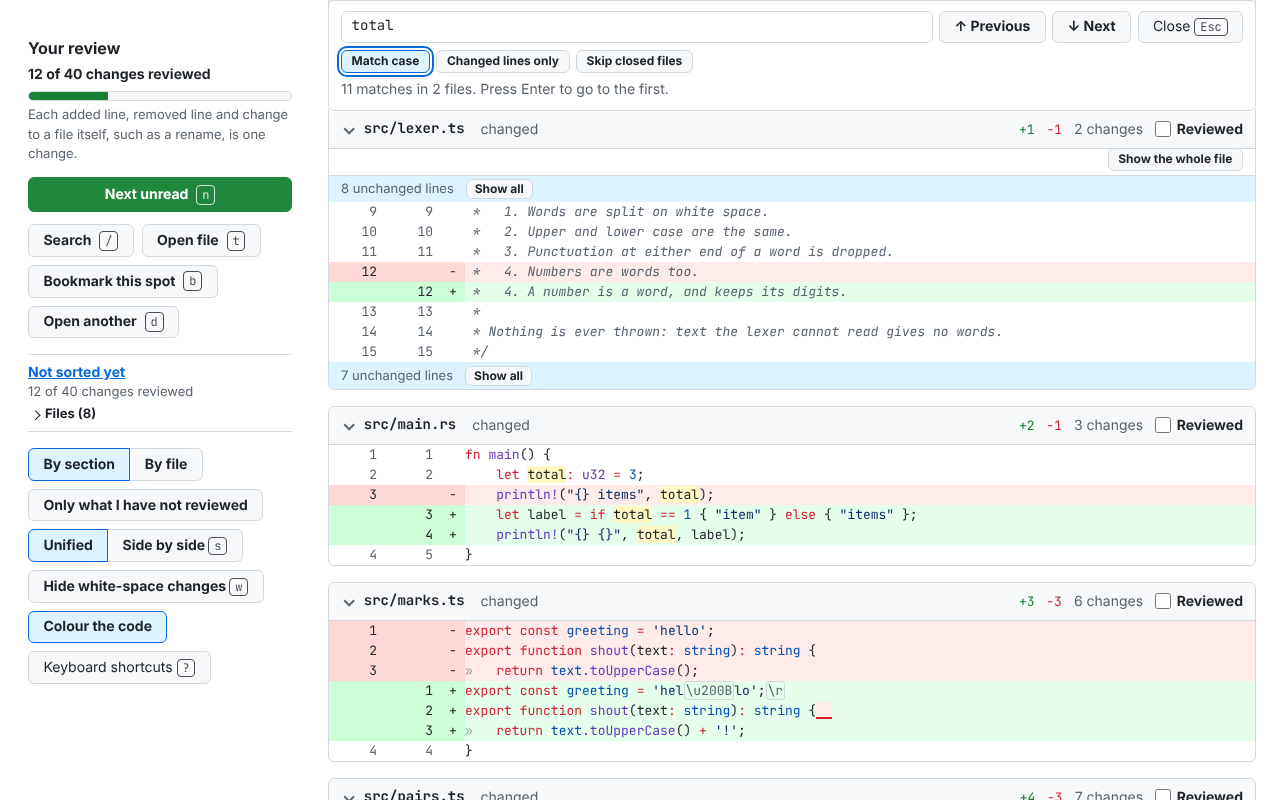 Your review
12 of 40 changes reviewed
Each added line, removed line and change
to a file itself, such as a rename, is one
change.
Next unread n
Search / Open file t
Bookmark this spot b
Open another d
Not sorted yet
12 of 40 changes reviewed
Files (8)
By section By file
Only what I have not reviewed
Unified Side by side s
Hide white-space changes w
Colour the code
Keyboard shortcuts ?
total ↑ Previous ↓ Next Close Esc
Match case Changed lines only Skip closed files
11 matches in 2 files. Press Enter to go to the first.
src/lexer.ts changed +1 -1 2 changes Reviewed
Show the whole file
8 unchanged lines Show all
9 9 *   1. Words are split on white space.
10 10 *   2. Upper and lower case are the same.
11 11 *   3. Punctuation at either end of a word is dropped.
12 - *   4. Numbers are words too.
12 + *   4. A number is a word, and keeps its digits.
13 13 *
14 14 * Nothing is ever thrown: text the lexer cannot read gives no words.
15 15 */
7 unchanged lines Show all
src/main.rs changed +2 -1 3 changes Reviewed
1 1 fn main() {
2 2     let total: u32 = 3;
3 -     println!("{} items", total);
3 +     let label = if total == 1 { "item" } else { "items" };
4 +     println!("{} {}", total, label);
4 5 }
src/marks.ts changed +3 -3 6 changes Reviewed
1 - export const greeting = 'hello';
2 - export function shout(text: string): string {
3 - »   return text.toUpperCase();
1 + export const greeting = 'hel\u200Blo';\r
2 + export function shout(text: string): string {
3 + »   return text.toUpperCase() + '!';
4 4 }
src/pairs.ts changed +4 -3 7 changes Reviewed